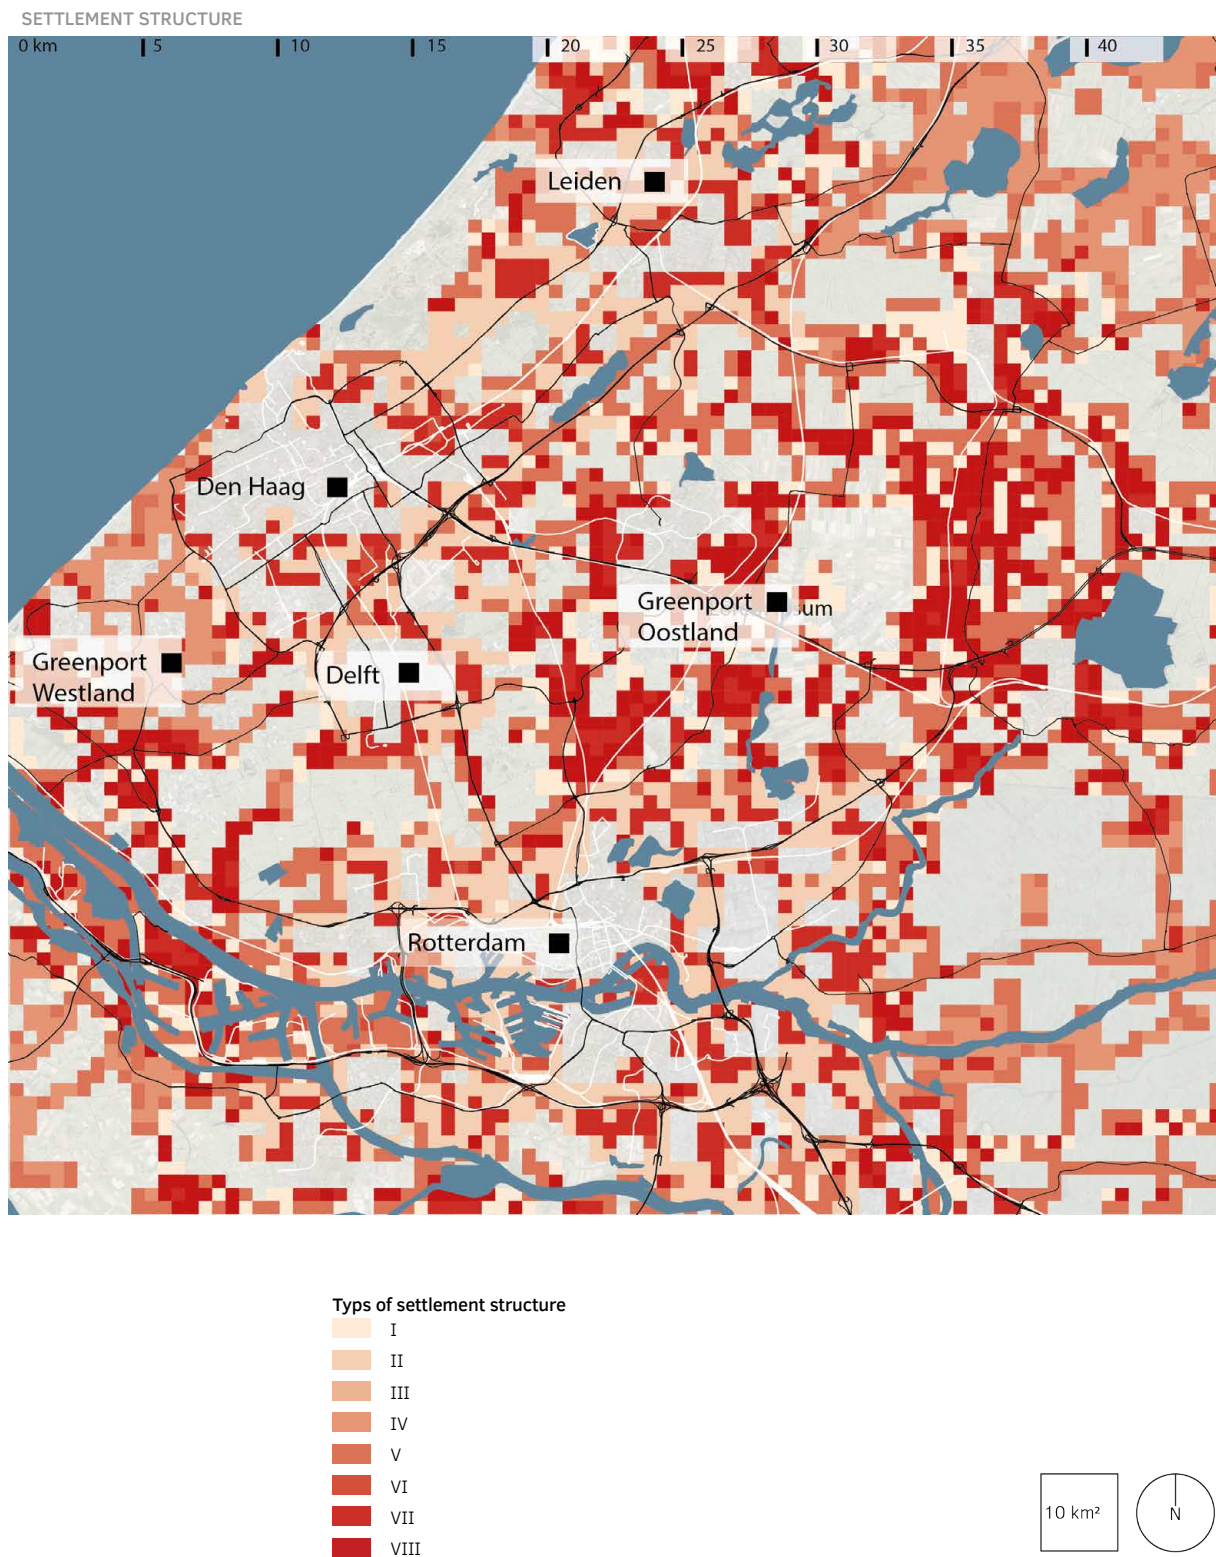 SETTLEMENT STRUCTURE
0 km 5 10 15 20 25 30 35 40
Leiden
Den Haag
Greenport
Oostland
.um
Greenport
Westland
Delft
Rotterdam
Typs of settlement structure
I
II
III
IV
V
VI
VII
VIII
10 km²
N